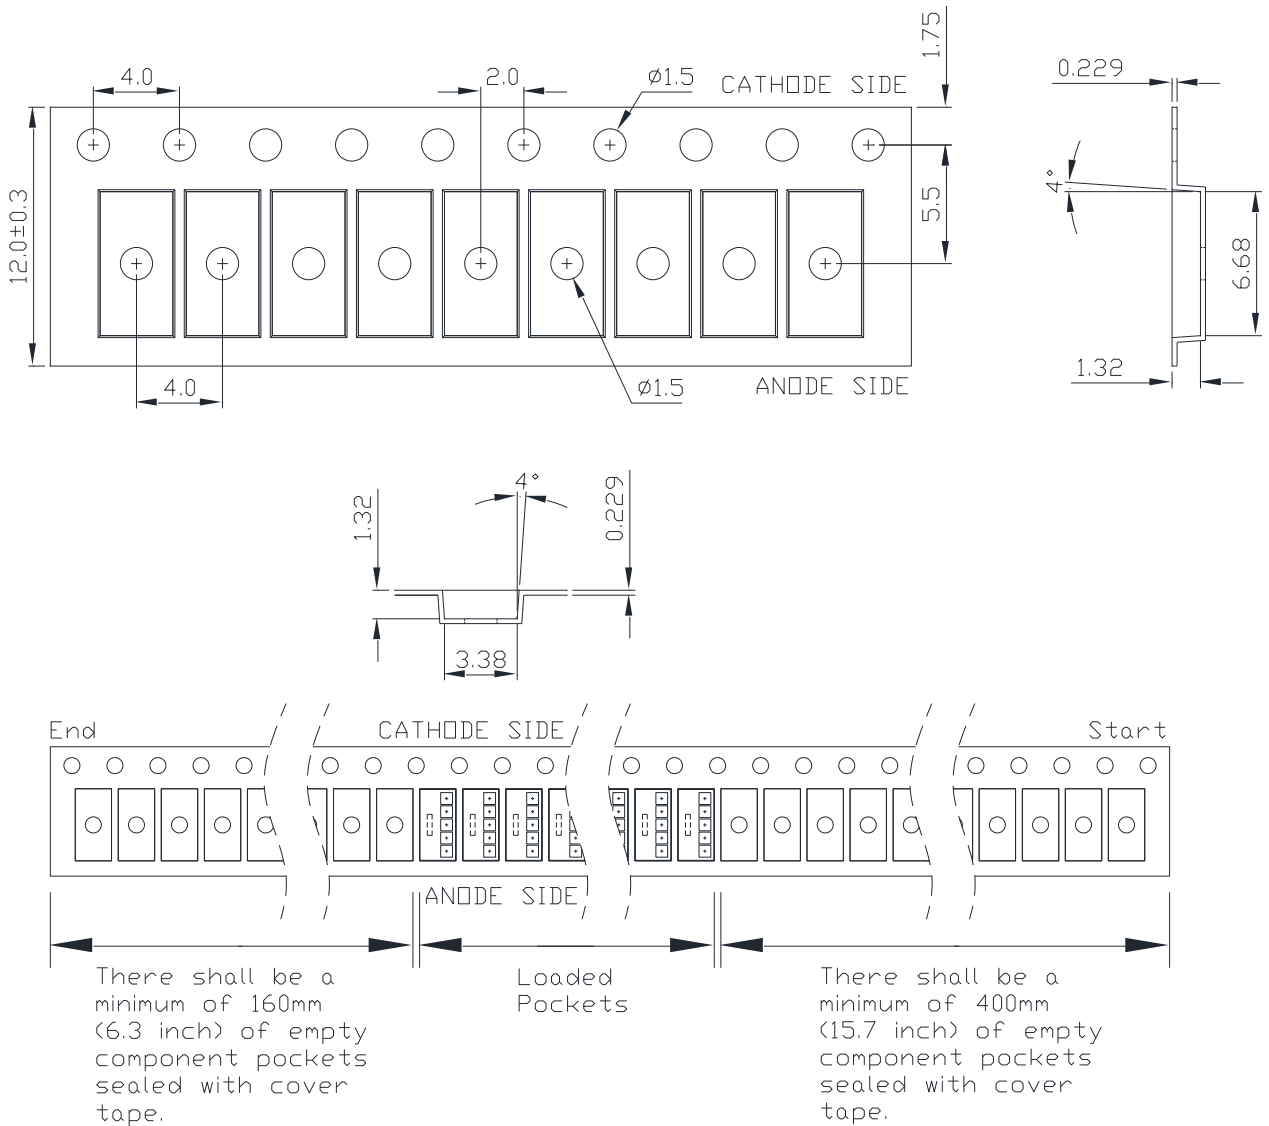 4.0
2.0
Ø1.5
CATHODE SIDE
1.75
0.229
12.0±0.3
5.5
4°
6.68
4.0
Ø1.5
ANODE SIDE
1.32
1.32
4°
0.229
3.38
End
CATHODE SIDE
Start
ANODE SIDE
There shall be a
minimum of 160mm
(6.3 inch) of empty
component pockets
sealed with cover
tape.
Loaded
Pockets
There shall be a
minimum of 400mm
(15.7 inch) of empty
component pockets
sealed with cover
tape.